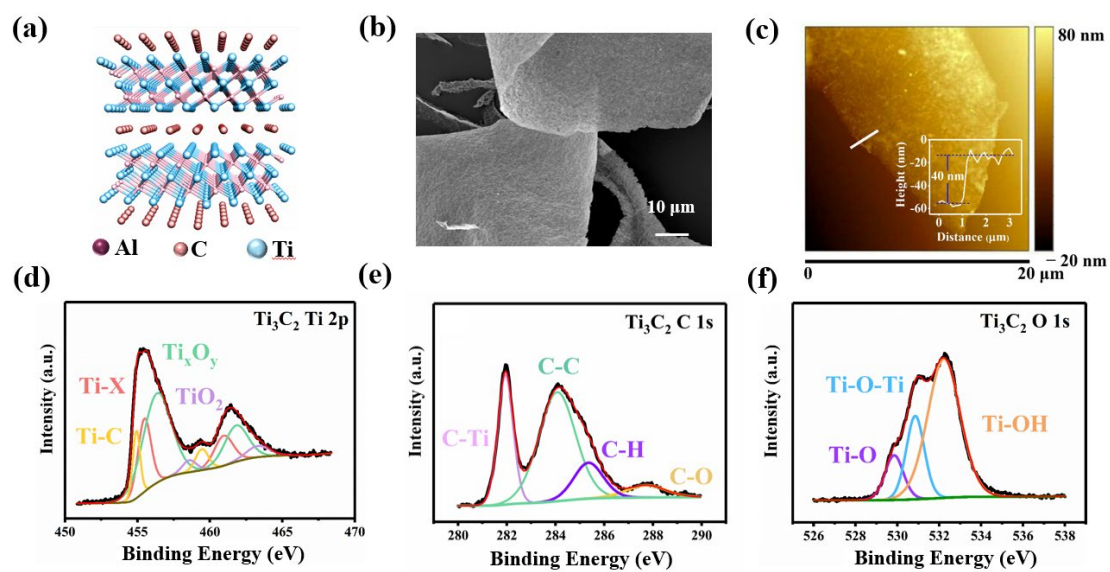 (a)
Al
C
Ti
(b)
10 μm
(c)
80 nm
− 20 nm
0
20 μm
Height (nm)
0
-20
-40
-60
40 nm
0
1
2
3
Distance (μm)
(d)
Ti₃C₂ Ti 2p
TiₓOᵧ
Ti-X
TiO₂
Ti-C
Intensity (a.u.)
450 455 460 465 470
Binding Energy (eV)
(e)
Ti₃C₂ C 1s
C-C
C-Ti
C-H
C-O
Intensity (a.u.)
280 282 284 286 288 290
Binding Energy (eV)
(f)
Ti₃C₂ O 1s
Ti-O-Ti
Ti-OH
Ti-O
Intensity (a.u.)
526 528 530 532 534 536 538
Binding Energy (eV)